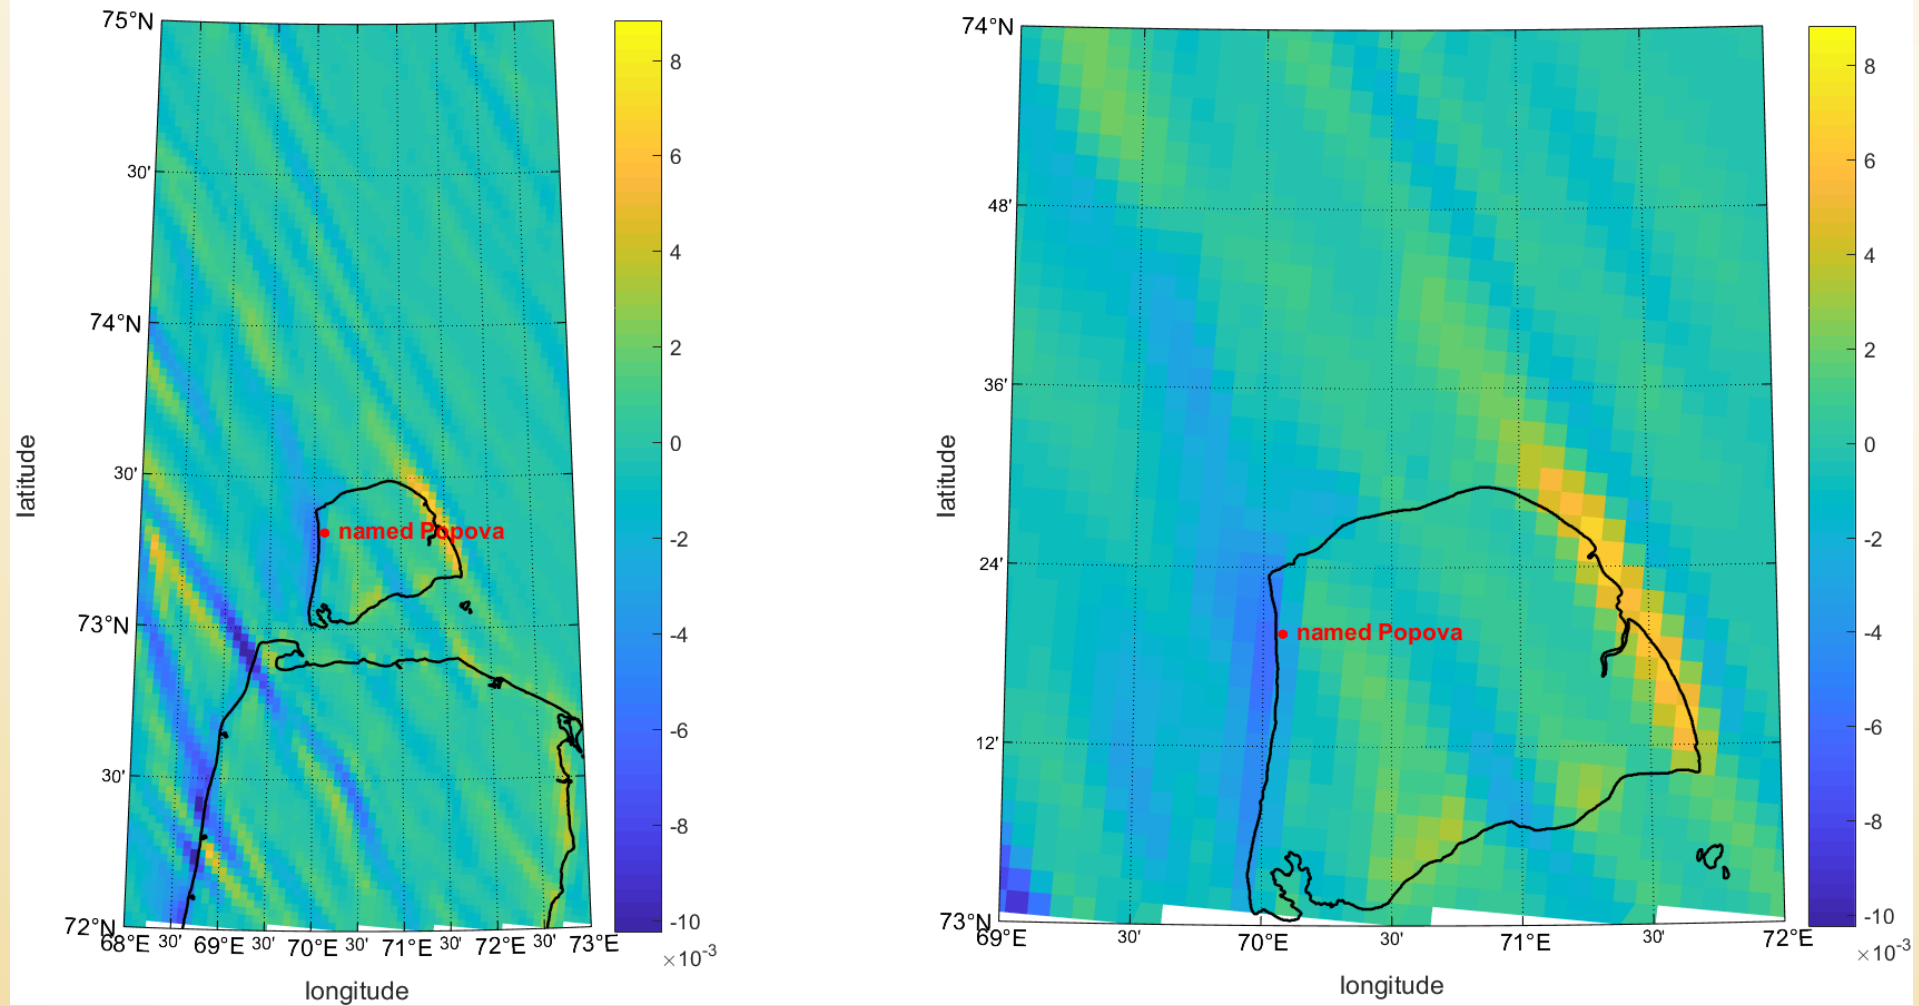 75°N
30'
74°N
30'
73°N
30'
72°N
68°E 30' 69°E 30' 70°E 30' 71°E 30' 72°E 30' 73°E
latitude
longitude
named Popova
8
6
4
2
0
-2
-4
-6
-8
-10
×10⁻³
74°N
48'
36'
24'
12'
73°N
69°E 30' 70°E 30' 71°E 30' 72°E
latitude
longitude
named Popova
8
6
4
2
0
-2
-4
-6
-8
-10
×10⁻³